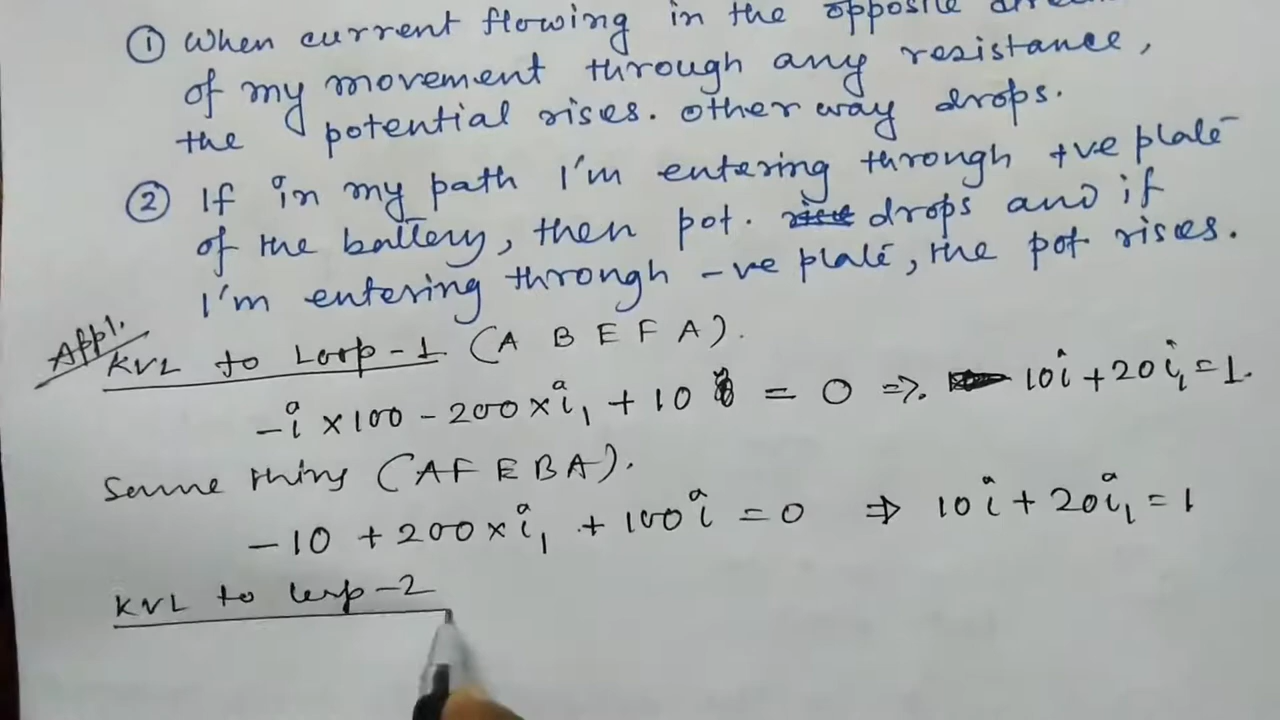 ① When current flowing in the opposite
of my movement through any resistance,
the potential rises. Other way drops.
② If in my path I'm entering through +ve plate
of the battery, then pot. drops and if
I'm entering through -ve plate, the pot rises.
Appl.
KVL to Loop-1 (A B E F A).
-i × 100 - 200 × i₁ + 10 = 0 ⇒ 10i + 20i₁ = 1.
Same thing (A F E B A).
-10 + 200 × i₁ + 100i = 0 ⇒ 10i + 20i₁ = 1
KVL to loop-2